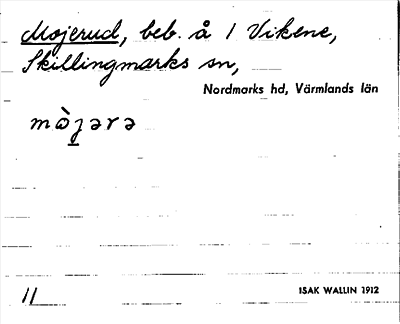 Mojerud, beb. å 1 Vikene,
Skillingmarks sn,
Nordmarks hd, Värmlands län
mòjərə
11
ISAK WALLIN 1912